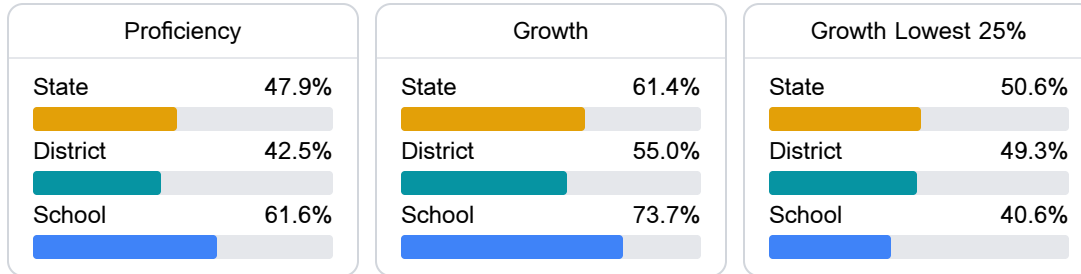 Proficiency
State 47.9%
District 42.5%
School 61.6%
Growth
State 61.4%
District 55.0%
School 73.7%
Growth Lowest 25%
State 50.6%
District 49.3%
School 40.6%